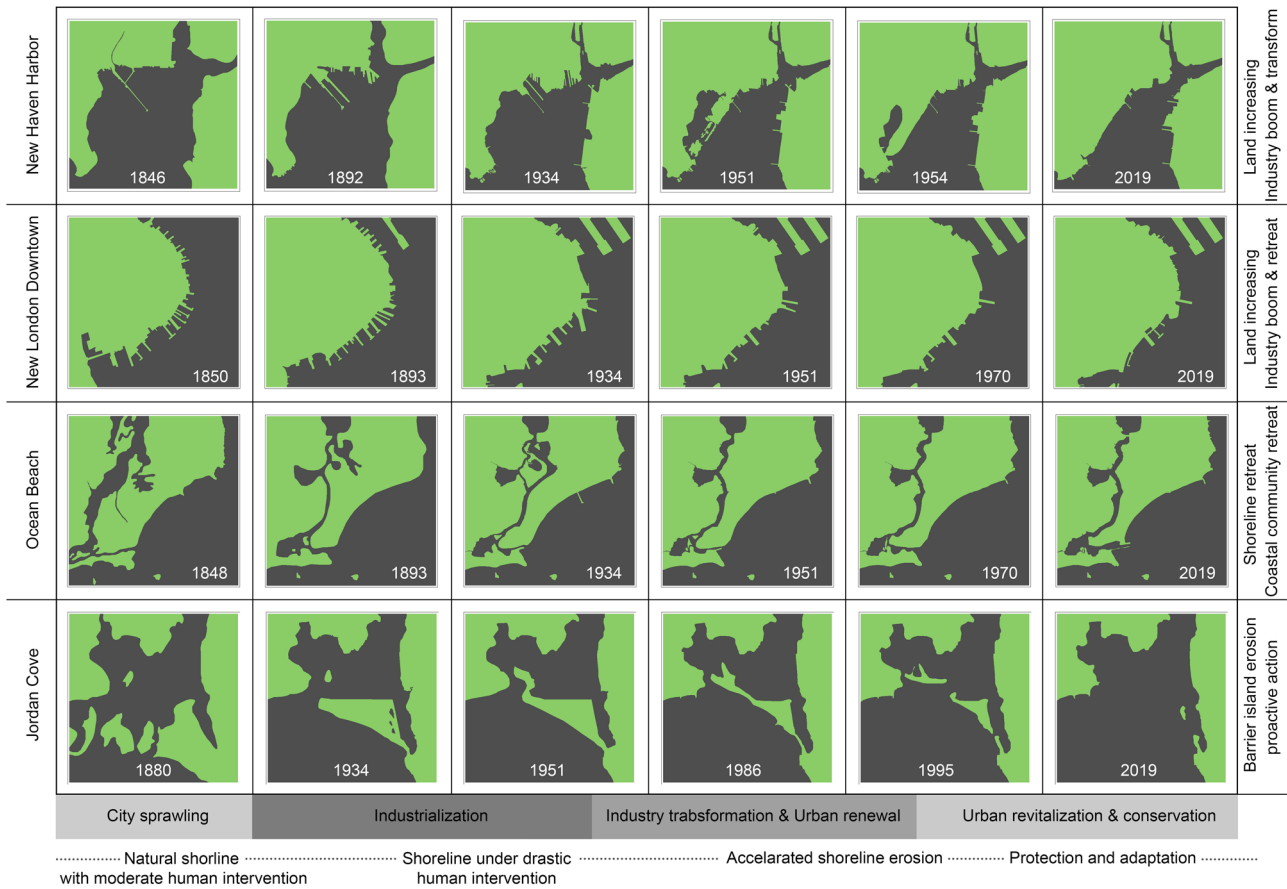 New Haven Harbor
1846
1892
1934
1951
1954
2019
Land increasing
Industry boom & transform
New London Downtown
1850
1893
1934
1951
1970
2019
Land increasing
Industry boom & retreat
Ocean Beach
1848
1893
1934
1951
1970
2019
Shoreline retreat
Coastal community retreat
Jordan Cove
1880
1934
1951
1986
1995
2019
Barrier island erosion
proactive action
City sprawling
Industrialization
Industry trabsformation & Urban renewal
Urban revitalization & conservation
Natural shorline
with moderate human intervention
Shoreline under drastic
human intervention
Accelarated shoreline erosion
Protection and adaptation